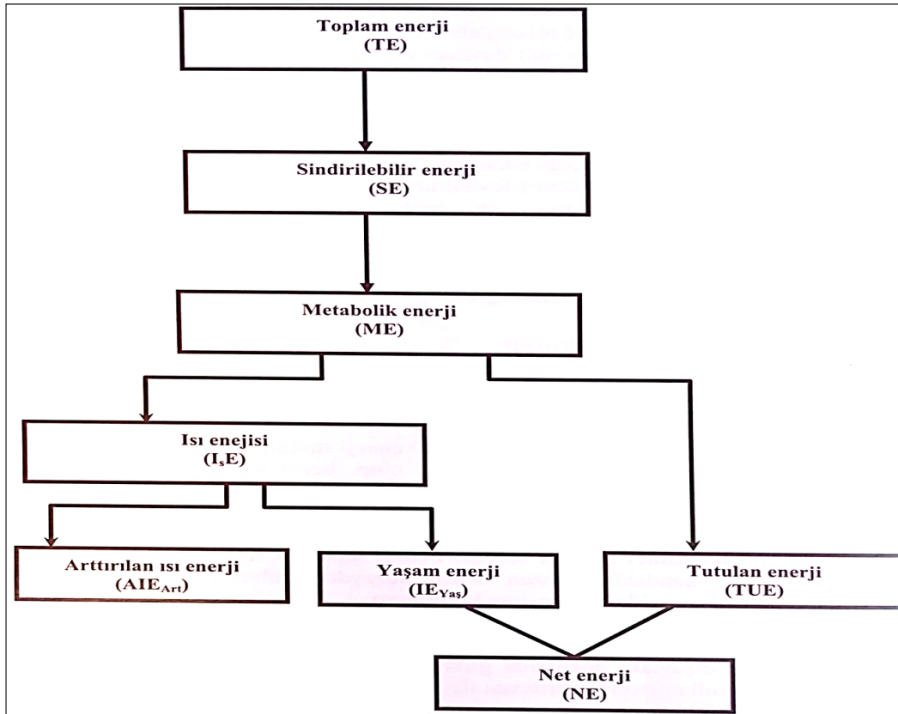 Toplam enerji
(TE)
Sindirilebilir enerji
(SE)
Metabolik enerji
(ME)
Isı enejisi
(IsE)
Arttırılan ısı enerji
(AIEArt)
Yaşam enerji
(IEYaş)
Tutulan enerji
(TUE)
Net enerji
(NE)